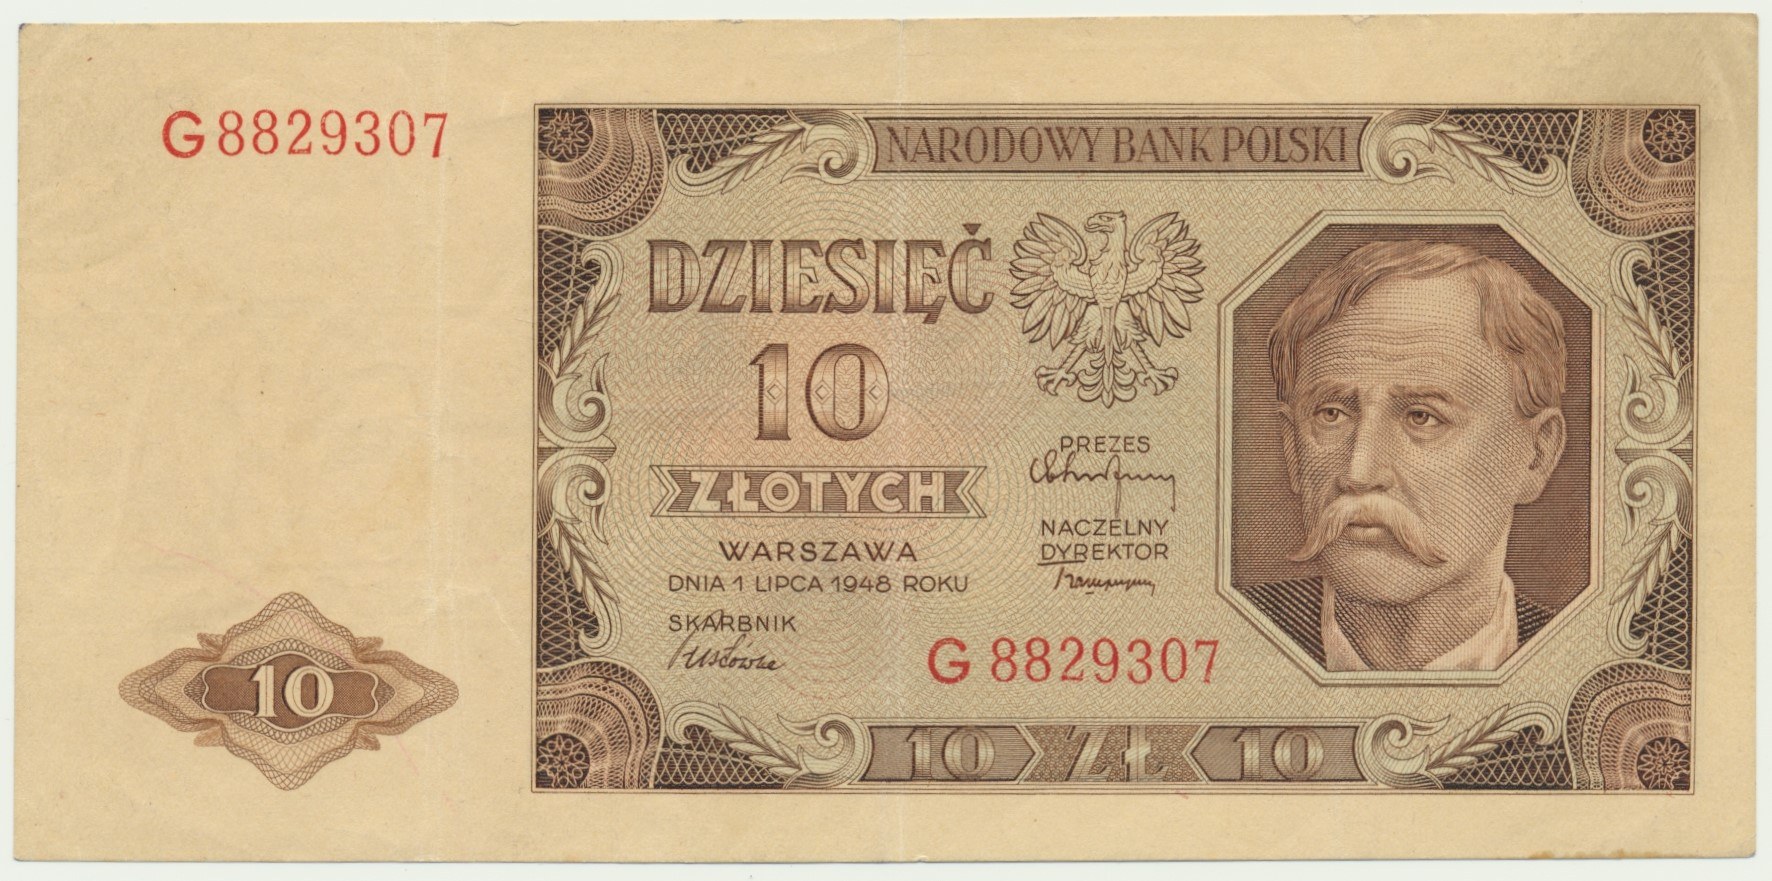 G 8829307
NARODOWY BANK POLSKI
DZIESIĘĆ
10
ZŁOTYCH
WARSZAWA
DNIA 1 LIPCA 1948 ROKU
SKARBNIK
PREZES
NACZELNY
DYREKTOR
G 8829307
10
10 ZŁ 10